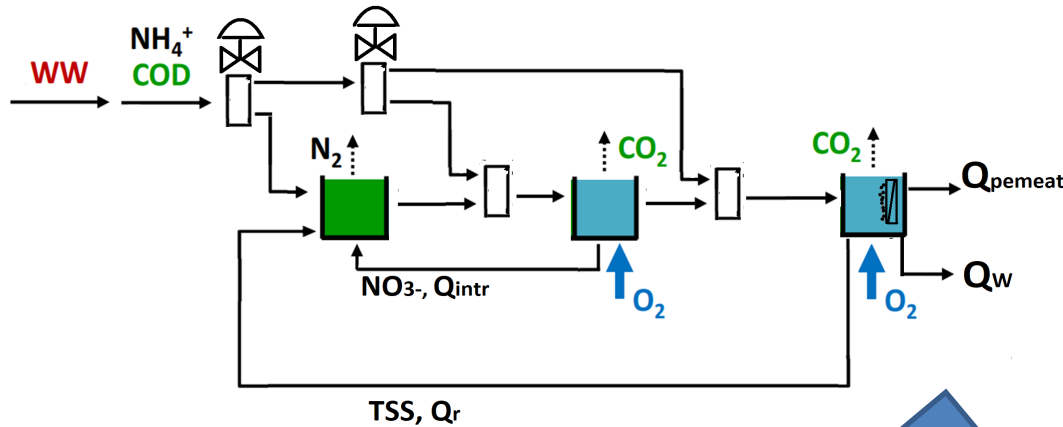 NH₄⁺
WW
COD
N₂
CO₂
CO₂
Qpemeat
NO3-, Qintr
O₂
QW
O₂
TSS, Qr